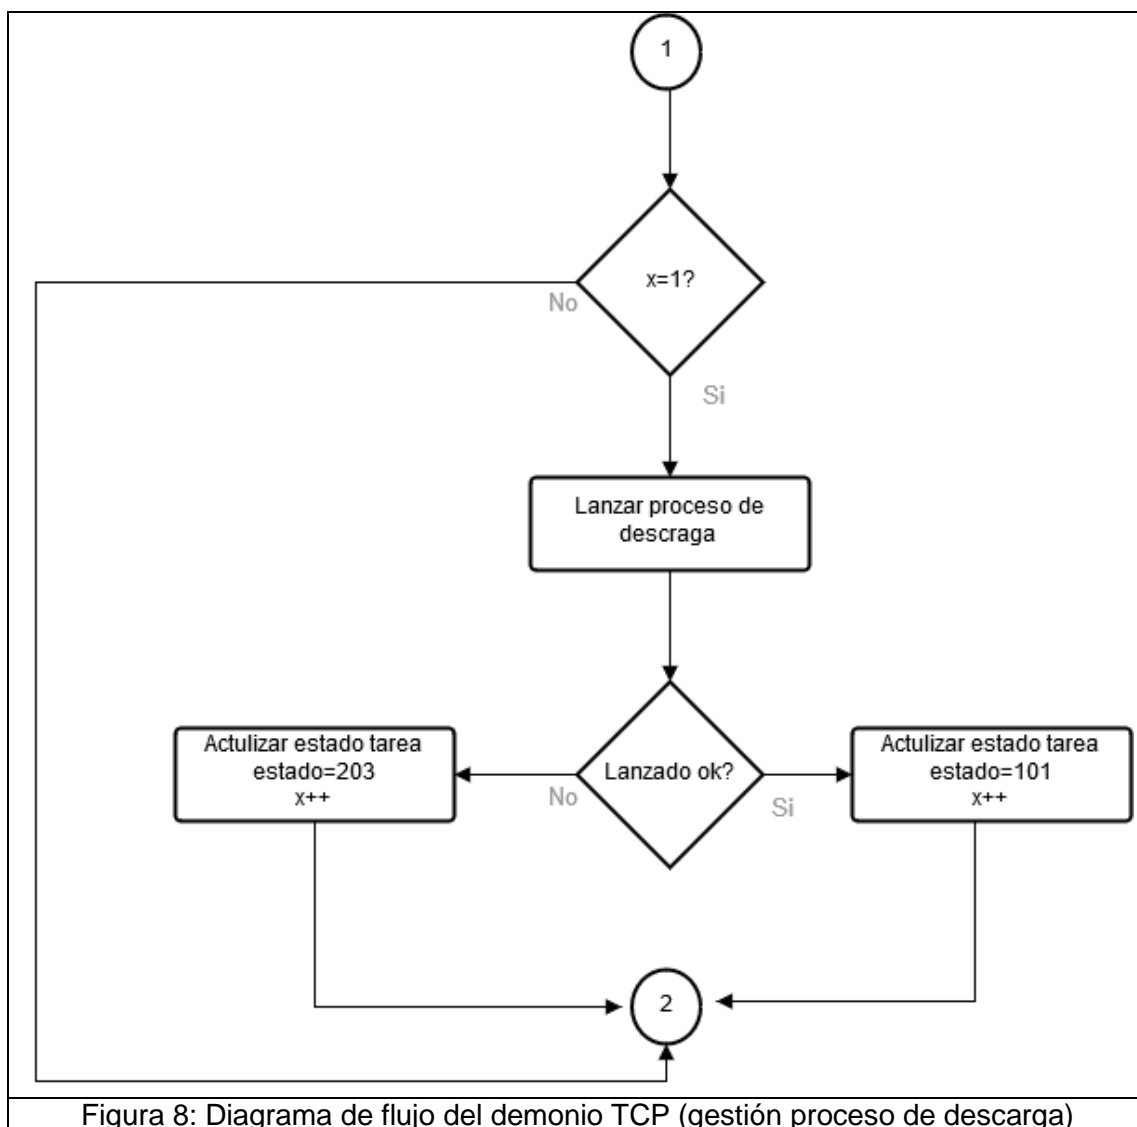 1
x=1?
No
Si
Lanzar proceso de
descraga
Actulizar estado tarea
estado=203
x++
Lanzado ok?
No
Si
Actulizar estado tarea
estado=101
x++
2
Figura 8: Diagrama de flujo del demonio TCP (gestión proceso de descarga)